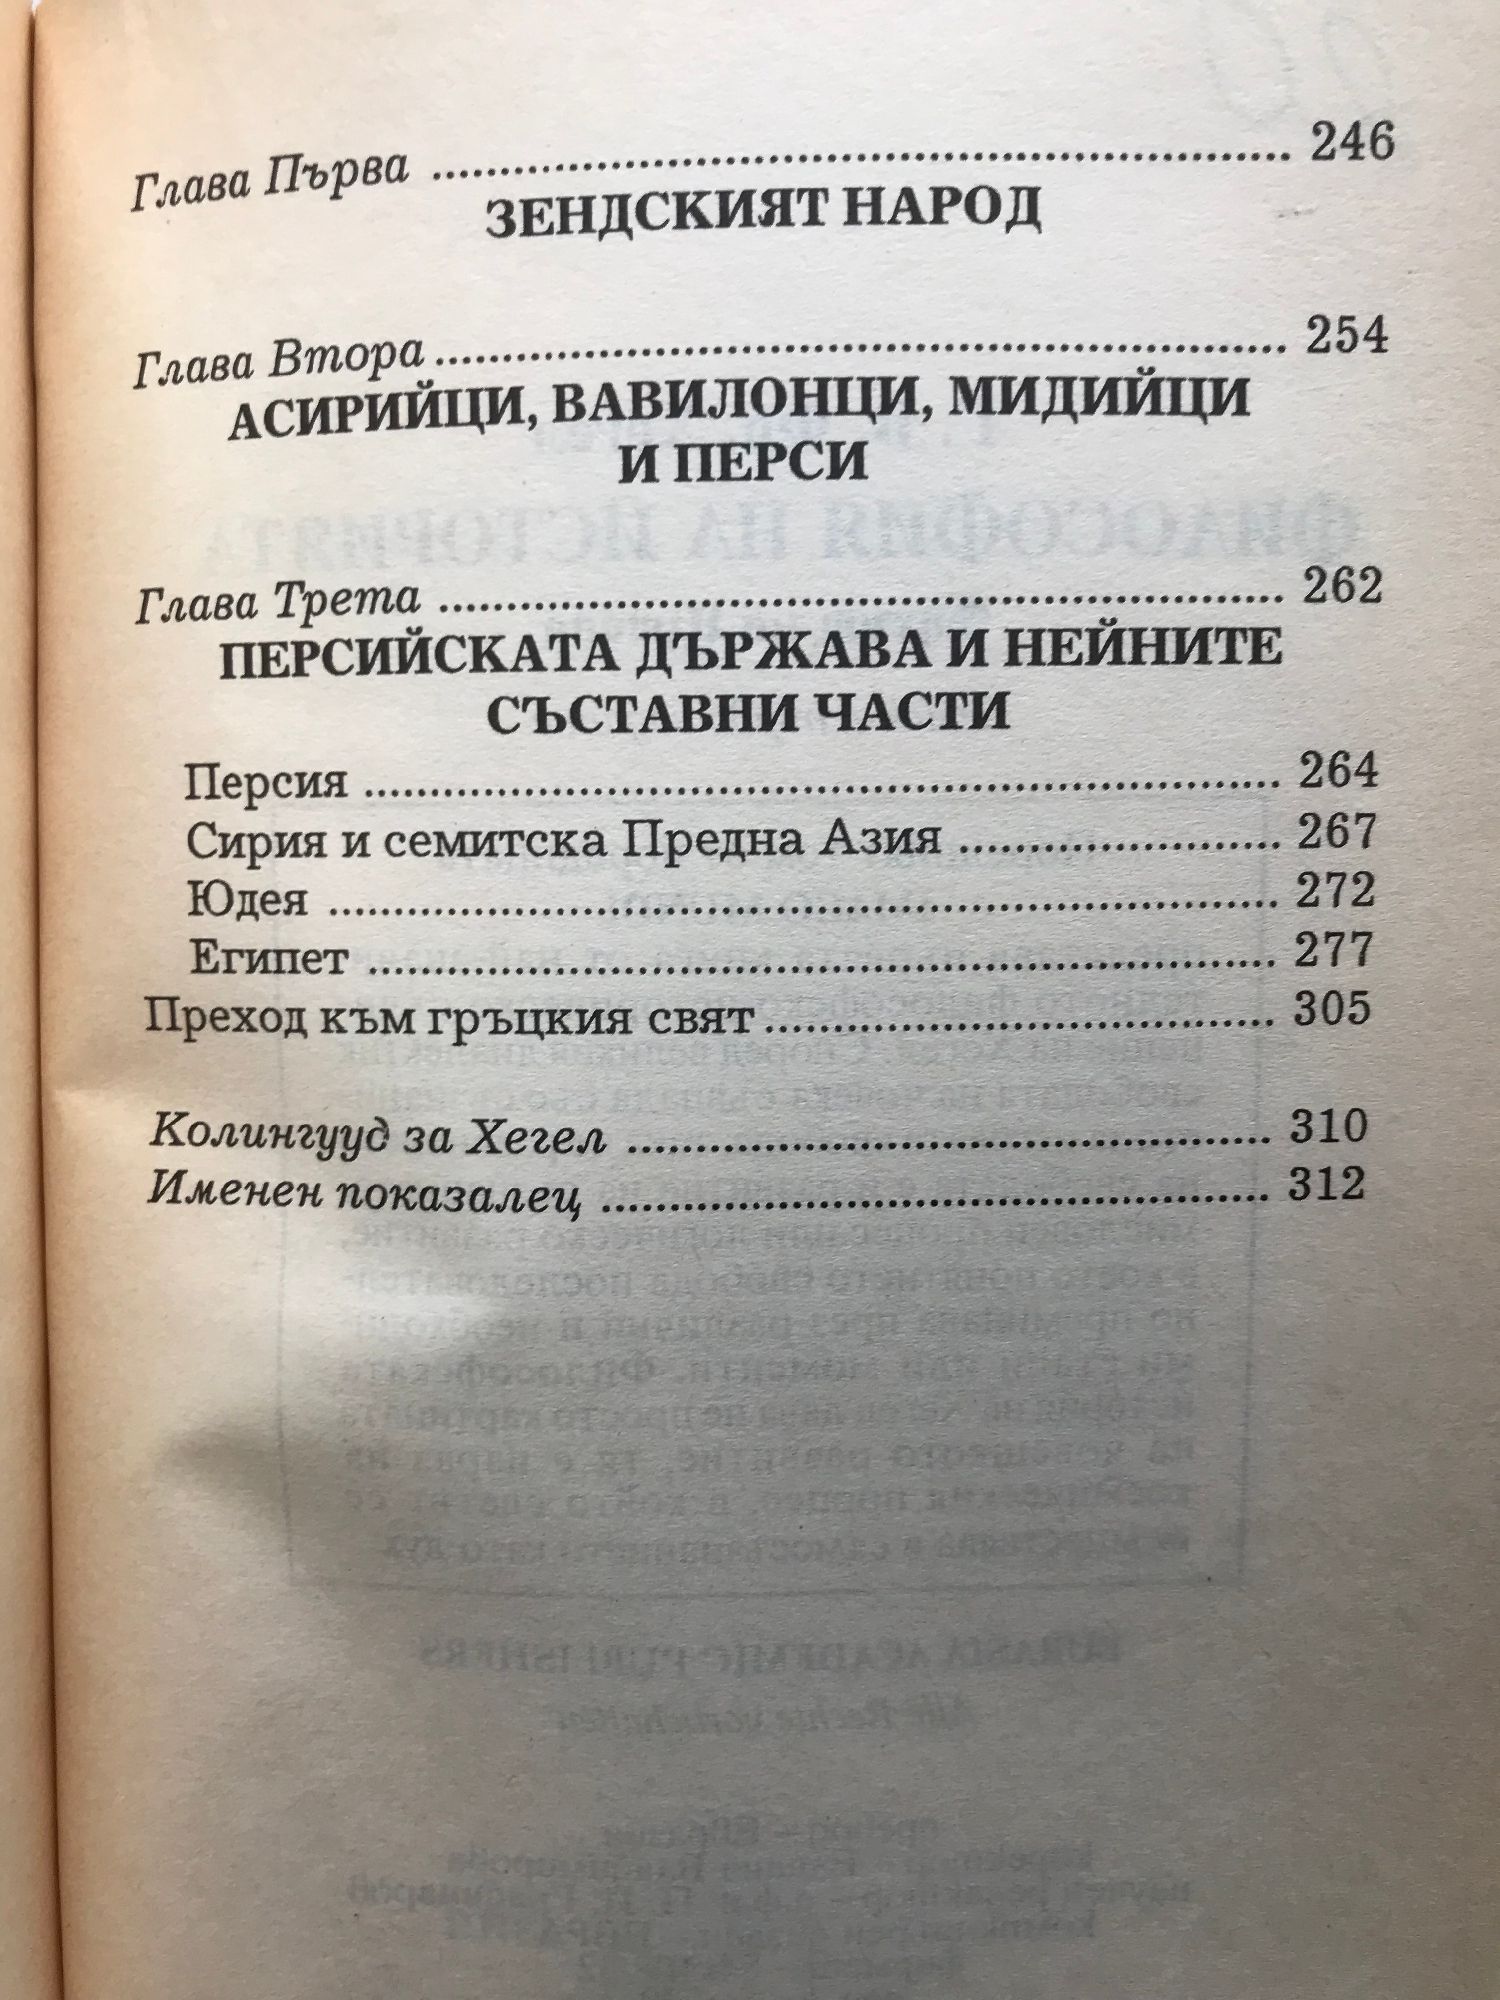 Глава Първа ........................................................ 246
ЗЕНДСКИЯТ НАРОД
Глава Втора ........................................................ 254
АСИРИЙЦИ, ВАВИЛОНЦИ, МИДИЙЦИ
И ПЕРСИ
Глава Трета ........................................................ 262
ПЕРСИЙСКАТА ДЪРЖАВА И НЕЙНИТЕ
СЪСТАВНИ ЧАСТИ
Персия ........................................................ 264
Сирия и семитска Предна Азия ........................ 267
Юдея ........................................................ 272
Египет ........................................................ 277
Преход към гръцкия свят ........................................ 305
Колингууд за Хегел ........................................ 310
Именен показалец ........................................ 312